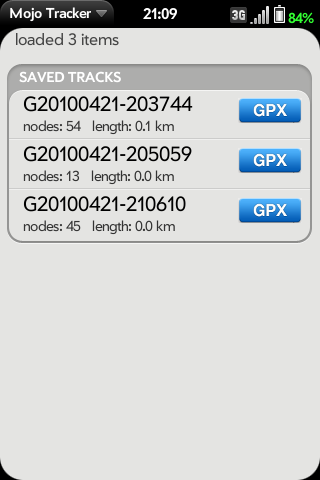 Mojo Tracker 21:09 3G 84%
loaded 3 items
SAVED TRACKS
G20100421-203744 GPX
nodes: 54 length: 0.1 km
G20100421-205059 GPX
nodes: 13 length: 0.0 km
G20100421-210610 GPX
nodes: 45 length: 0.0 km